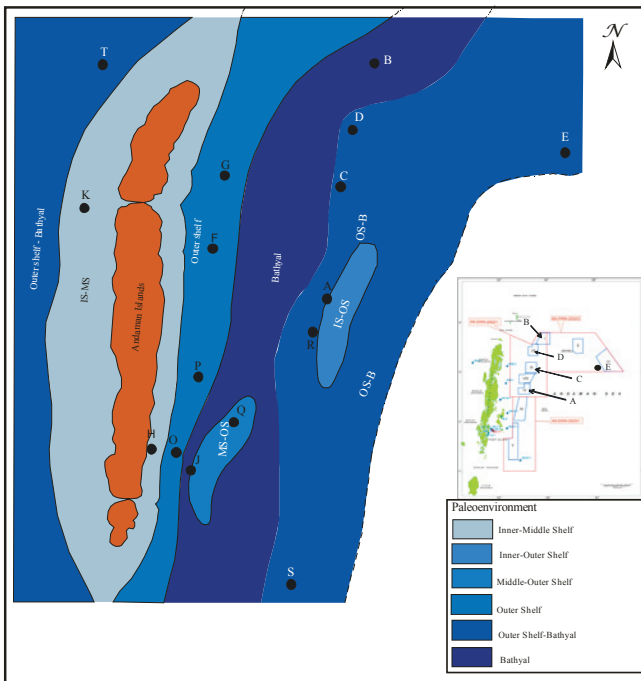 N
T
B
D
E
G
C
K
F
Outer shelf
OS-B
Outer shelf - Bathyal
IS-MS
Andaman Islands
Bathyal
A
IS-OS
R
P
OS-B
Q
MS-OS
H
O
J
S
B
D
E
C
A
Paleoenvironment
Inner-Middle Shelf
Inner-Outer Shelf
Middle-Outer Shelf
Outer Shelf
Outer Shelf-Bathyal
Bathyal